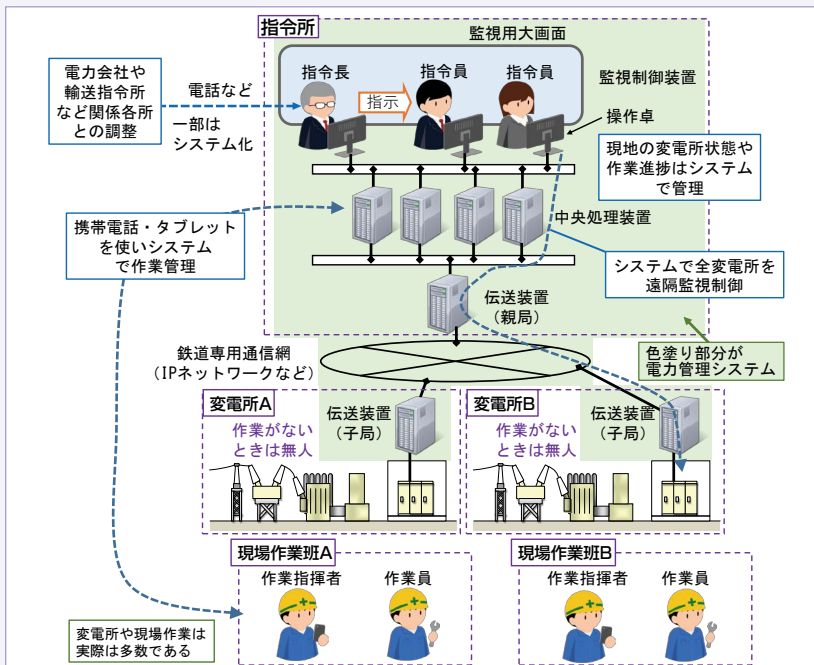 指令所
監視用大画面
指令長
指令員
指令員
指示
監視制御装置
操作卓
電力会社や
輸送指令所
など関係各所
との調整
電話など
一部は
システム化
現地の変電所状態や
作業進捗はシステム
で管理
携帯電話・タブレット
を使いシステム
で作業管理
中央処理装置
システムで全変電所を
遠隔監視制御
伝送装置
（親局）
鉄道専用通信網
（IPネットワークなど）
色塗り部分が
電力管理システム
変電所A
作業がない
ときは無人
伝送装置
（子局）
変電所B
作業がない
ときは無人
伝送装置
（子局）
現場作業班A
作業指揮者
作業員
現場作業班B
作業指揮者
作業員
変電所や現場作業は
実際は多数である